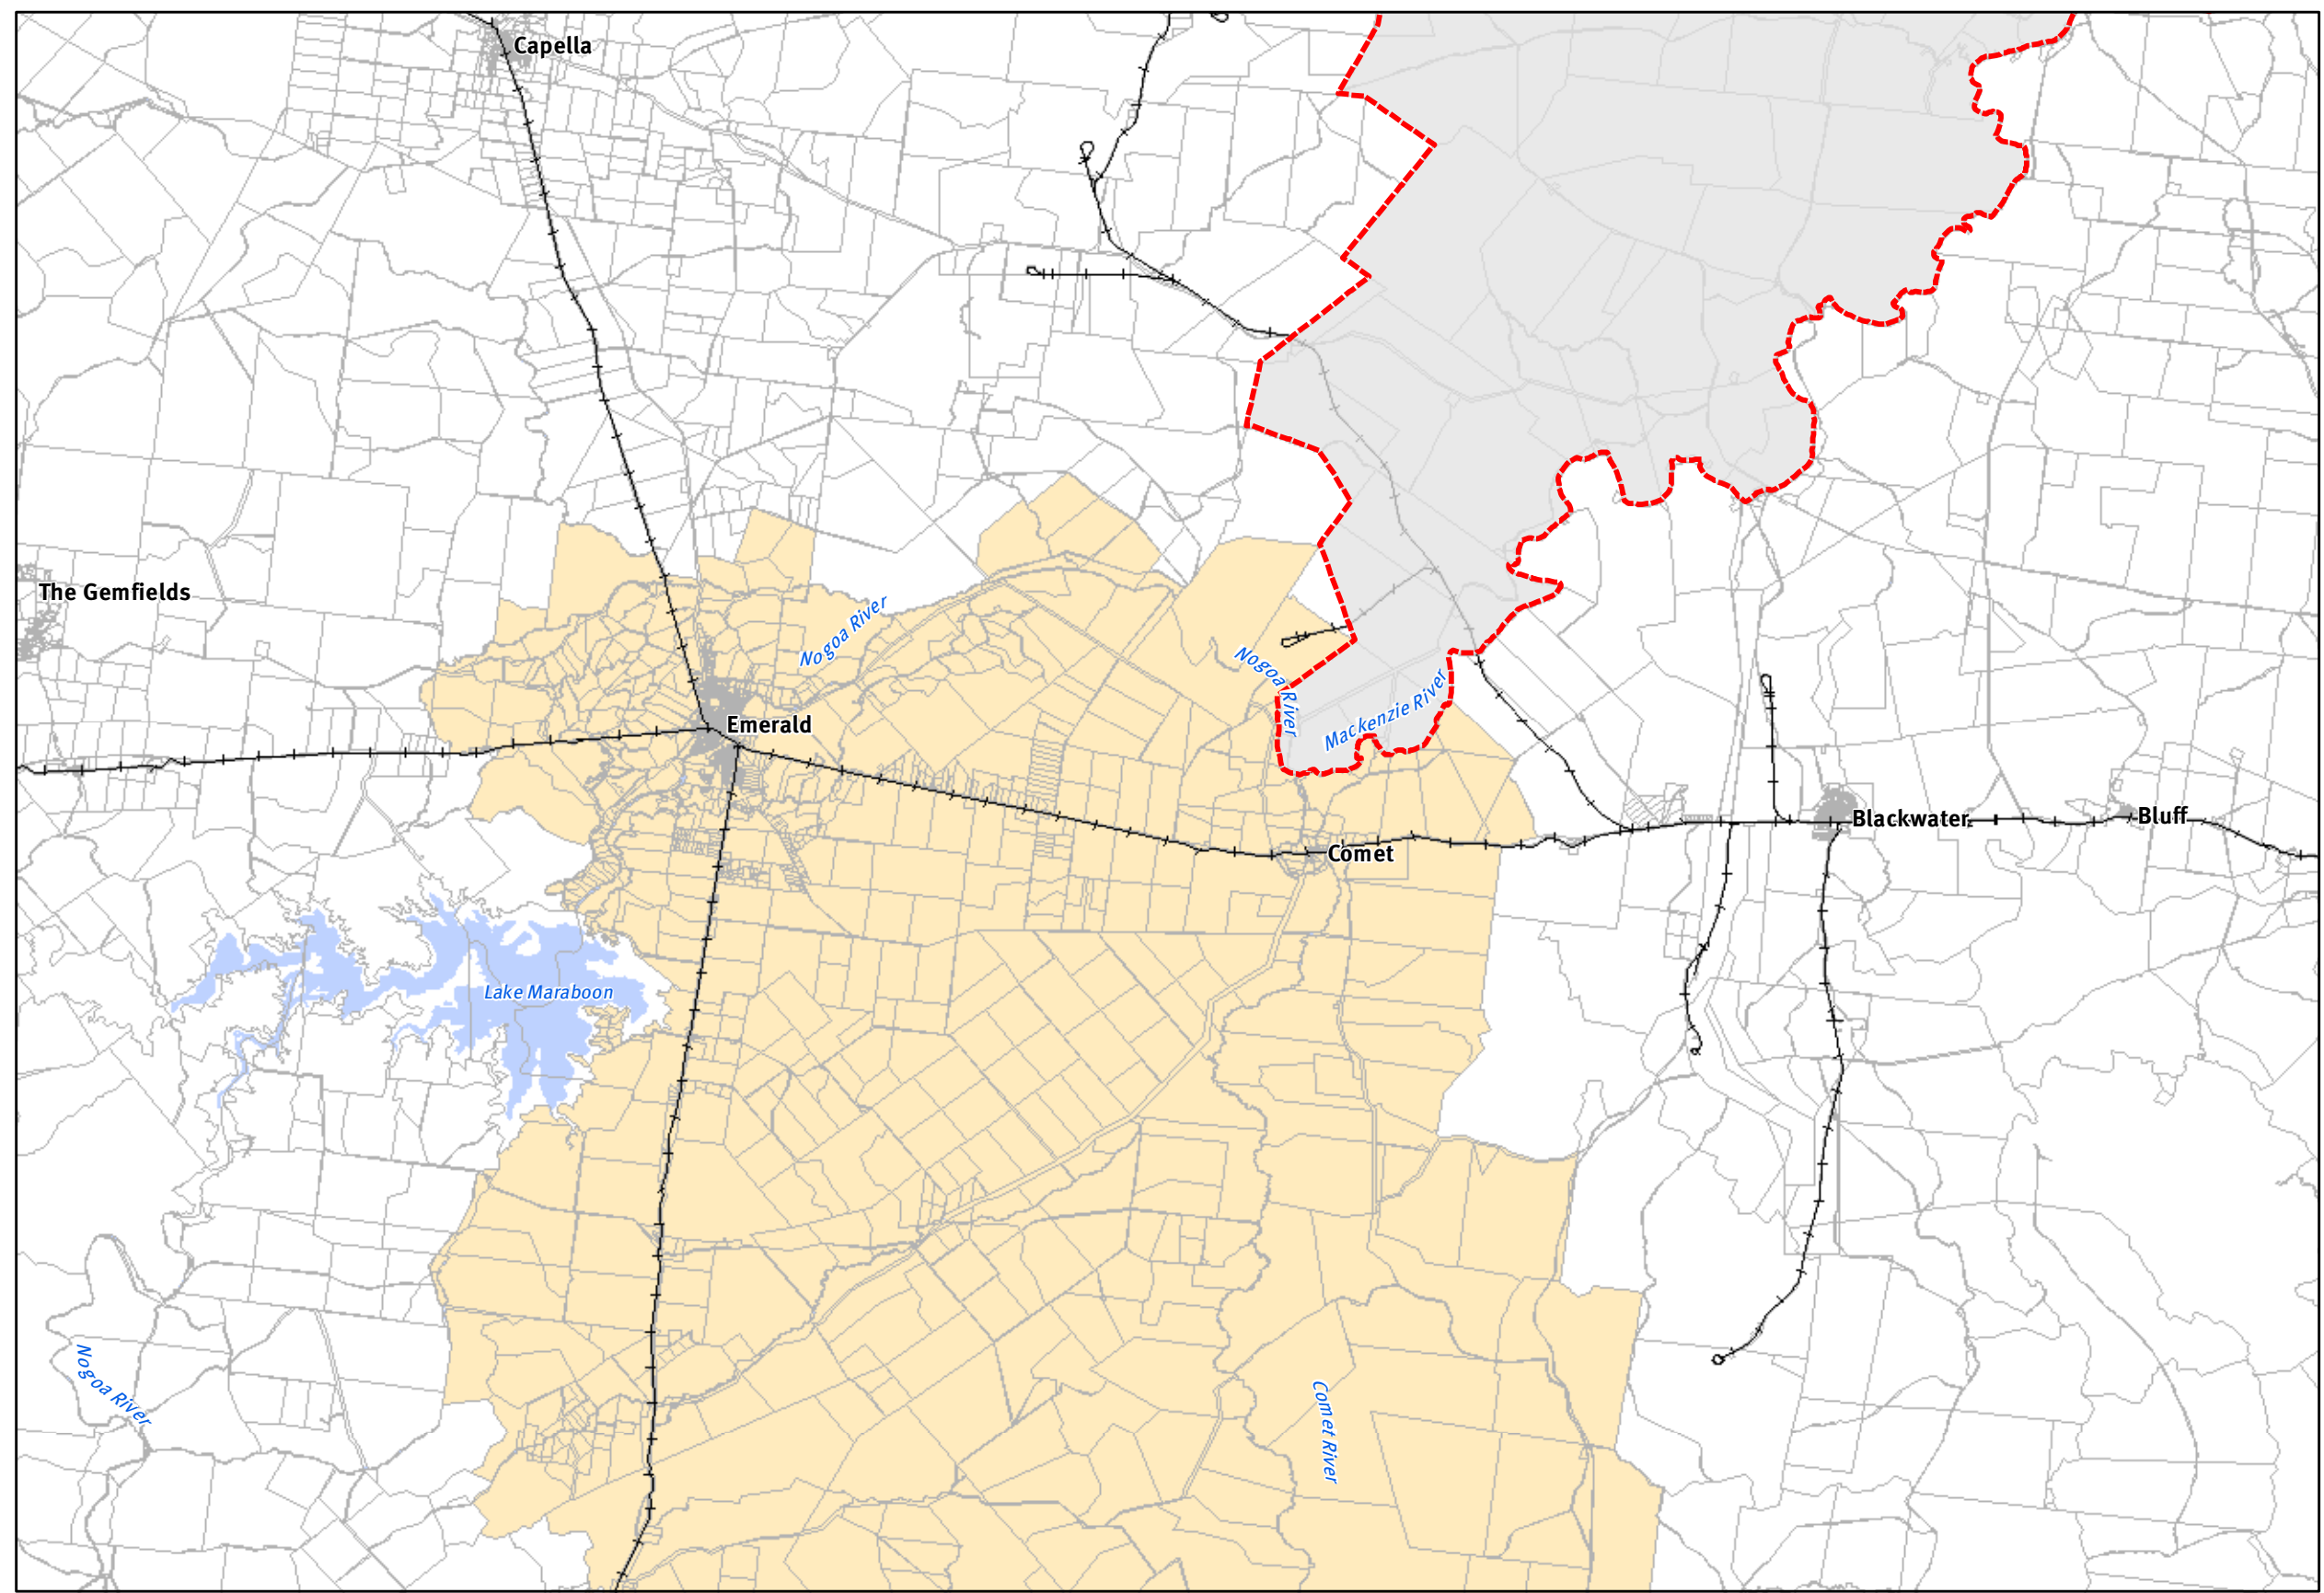 Capella
The Gemfields
Nogoa River
Nogoa River
Mackenzie River
Emerald
Blackwater
Bluff
Comet
Lake Maraboon
Nogoa River
Comet River